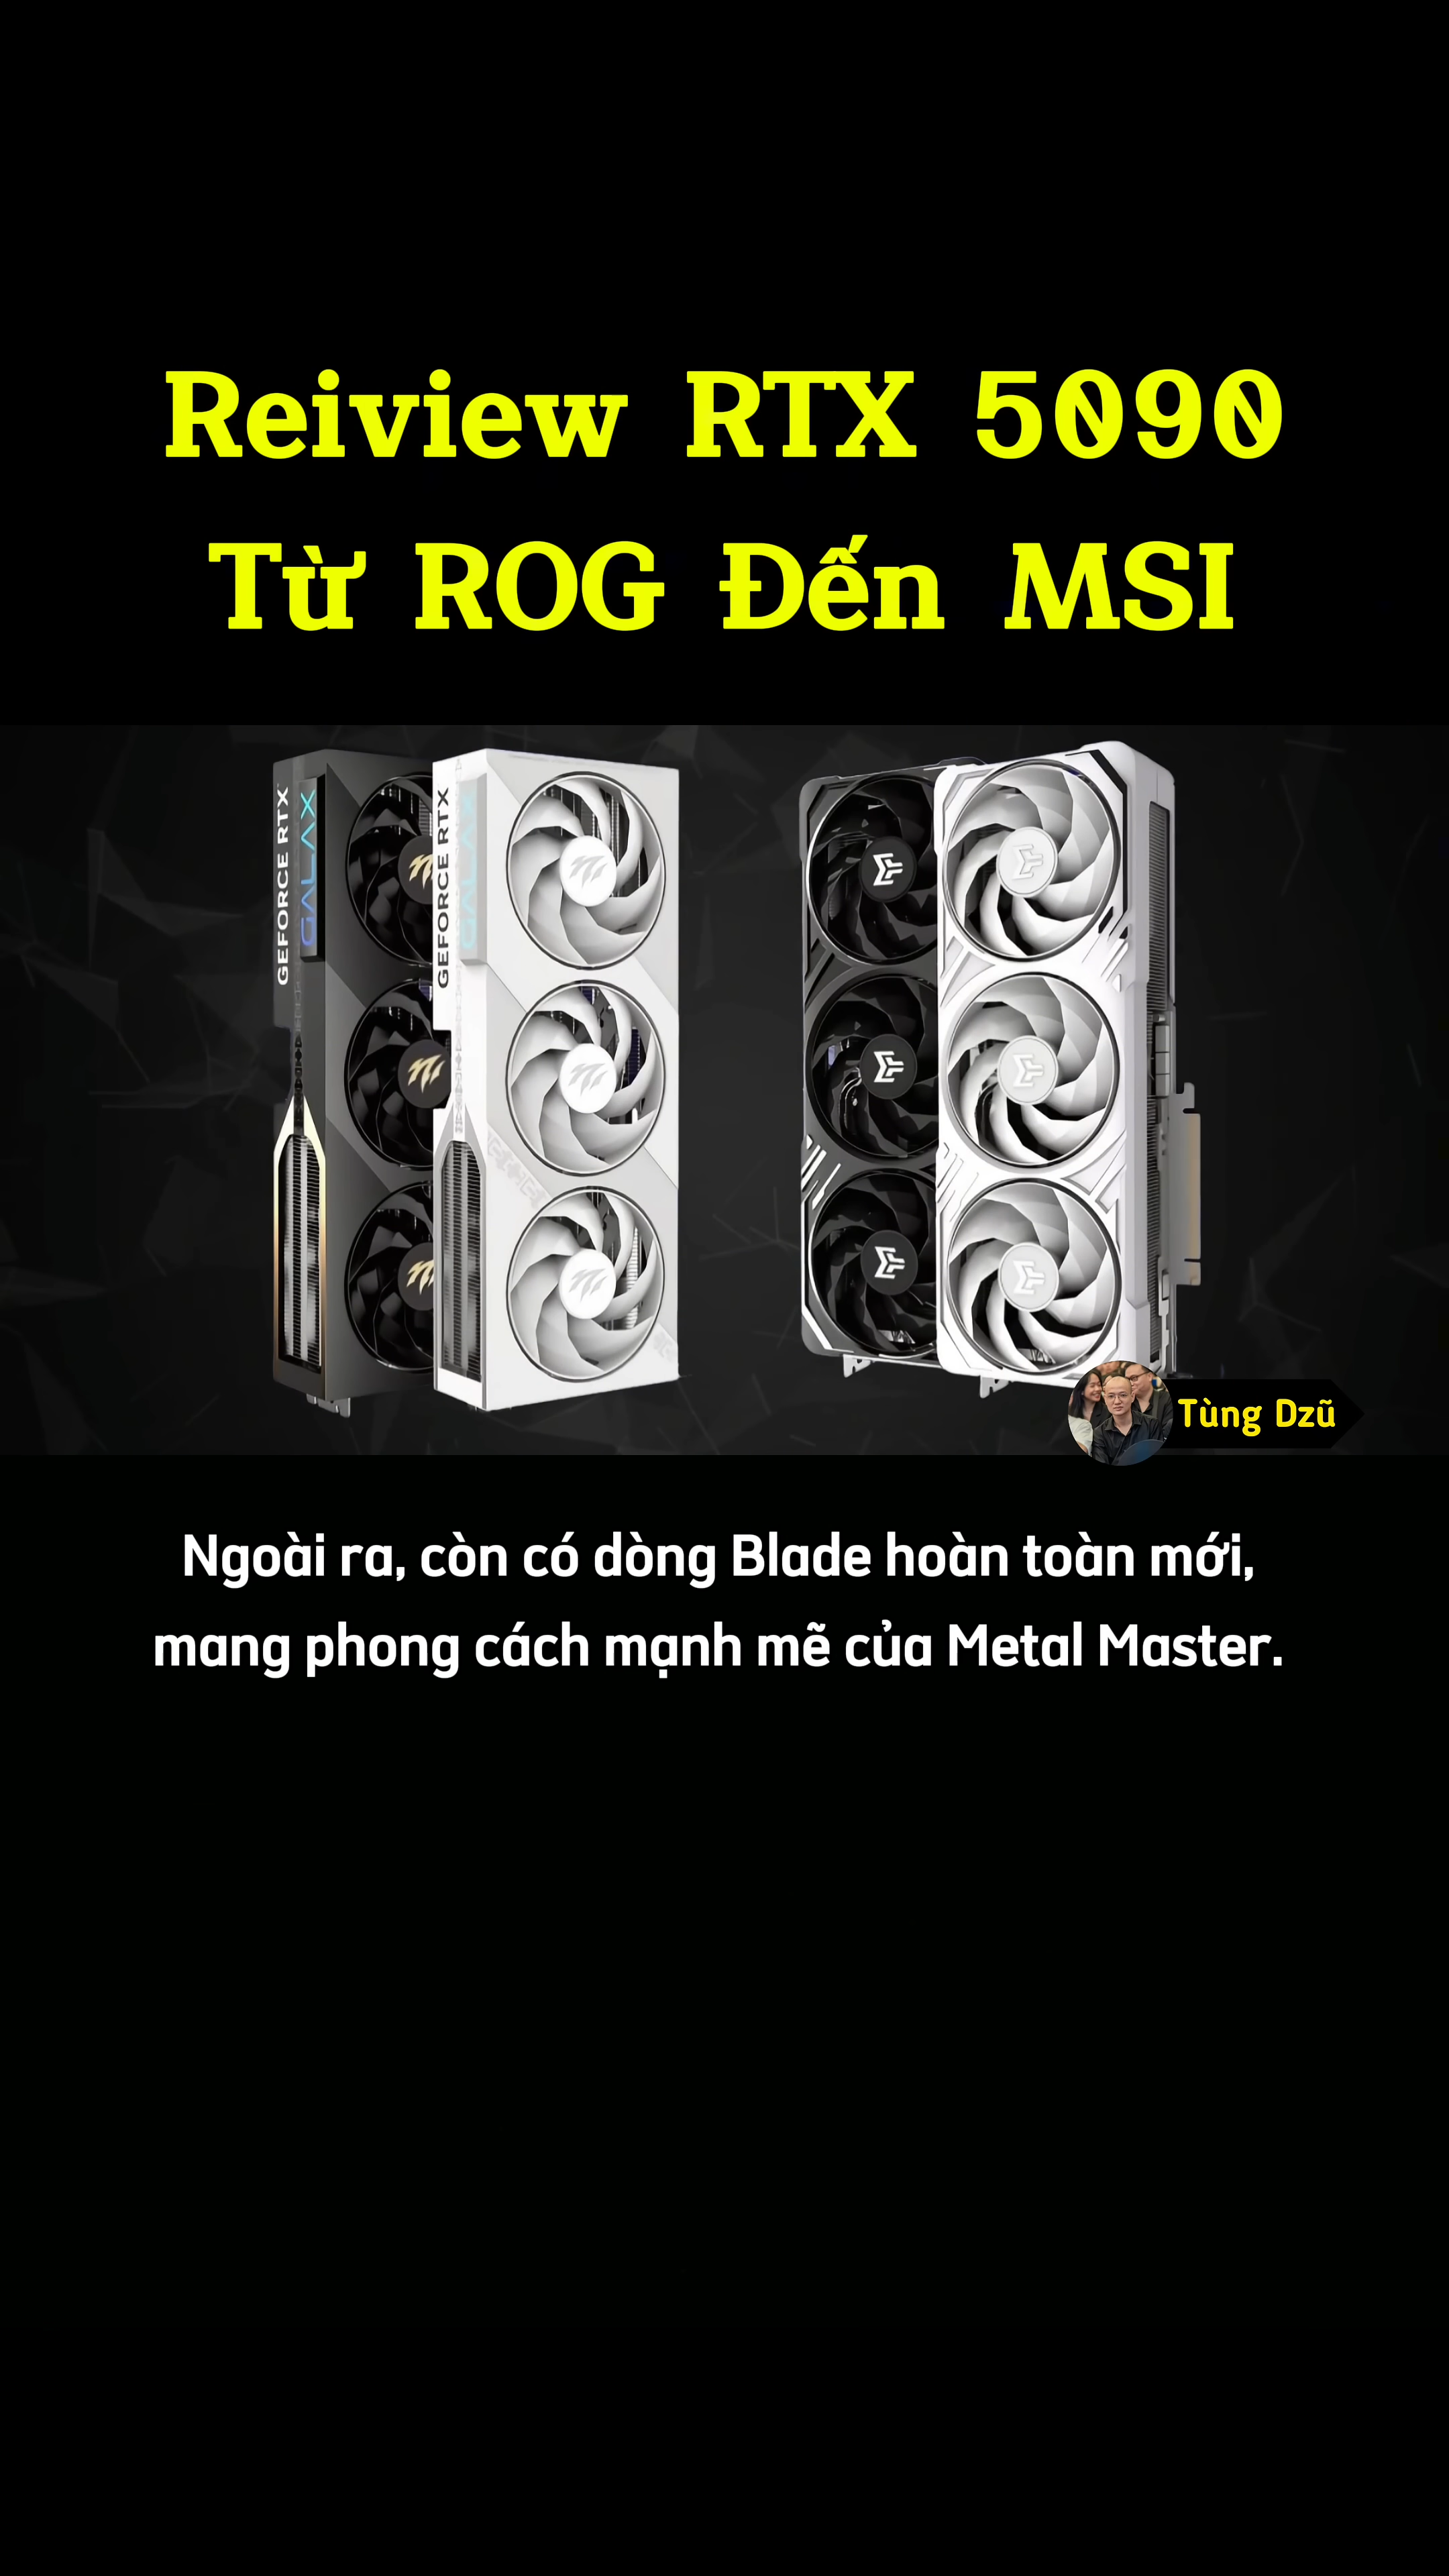 Reiview RTX 5090
Từ ROG Đến MSI
GEFORCE RTX
GALAX
GEFORCE RTX
GALAX
Tùng Dzũ
Ngoài ra, còn có dòng Blade hoàn toàn mới,
mang phong cách mạnh mẽ của Metal Master.